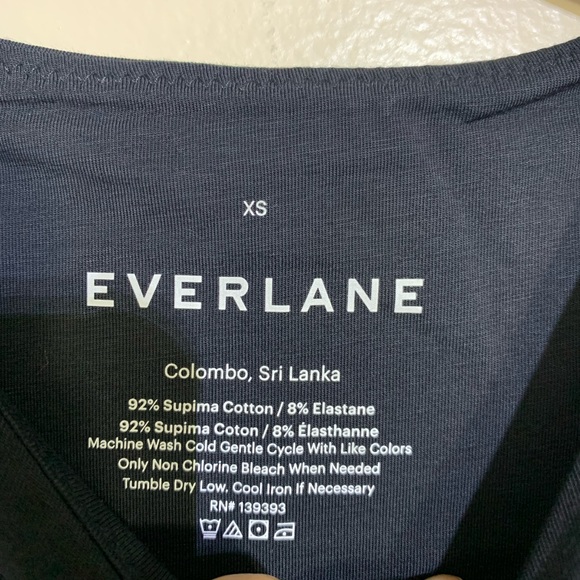 XS
EVERLANE
Colombo, Sri Lanka
92% Supima Cotton / 8% Elastane
92% Supima Cotton / 8% Élasthanne
Machine Wash Cold Gentle Cycle With Like Colors
Only Non Chlorine Bleach When Needed
Tumble Dry Low. Cool Iron If Necessary
RN# 139393